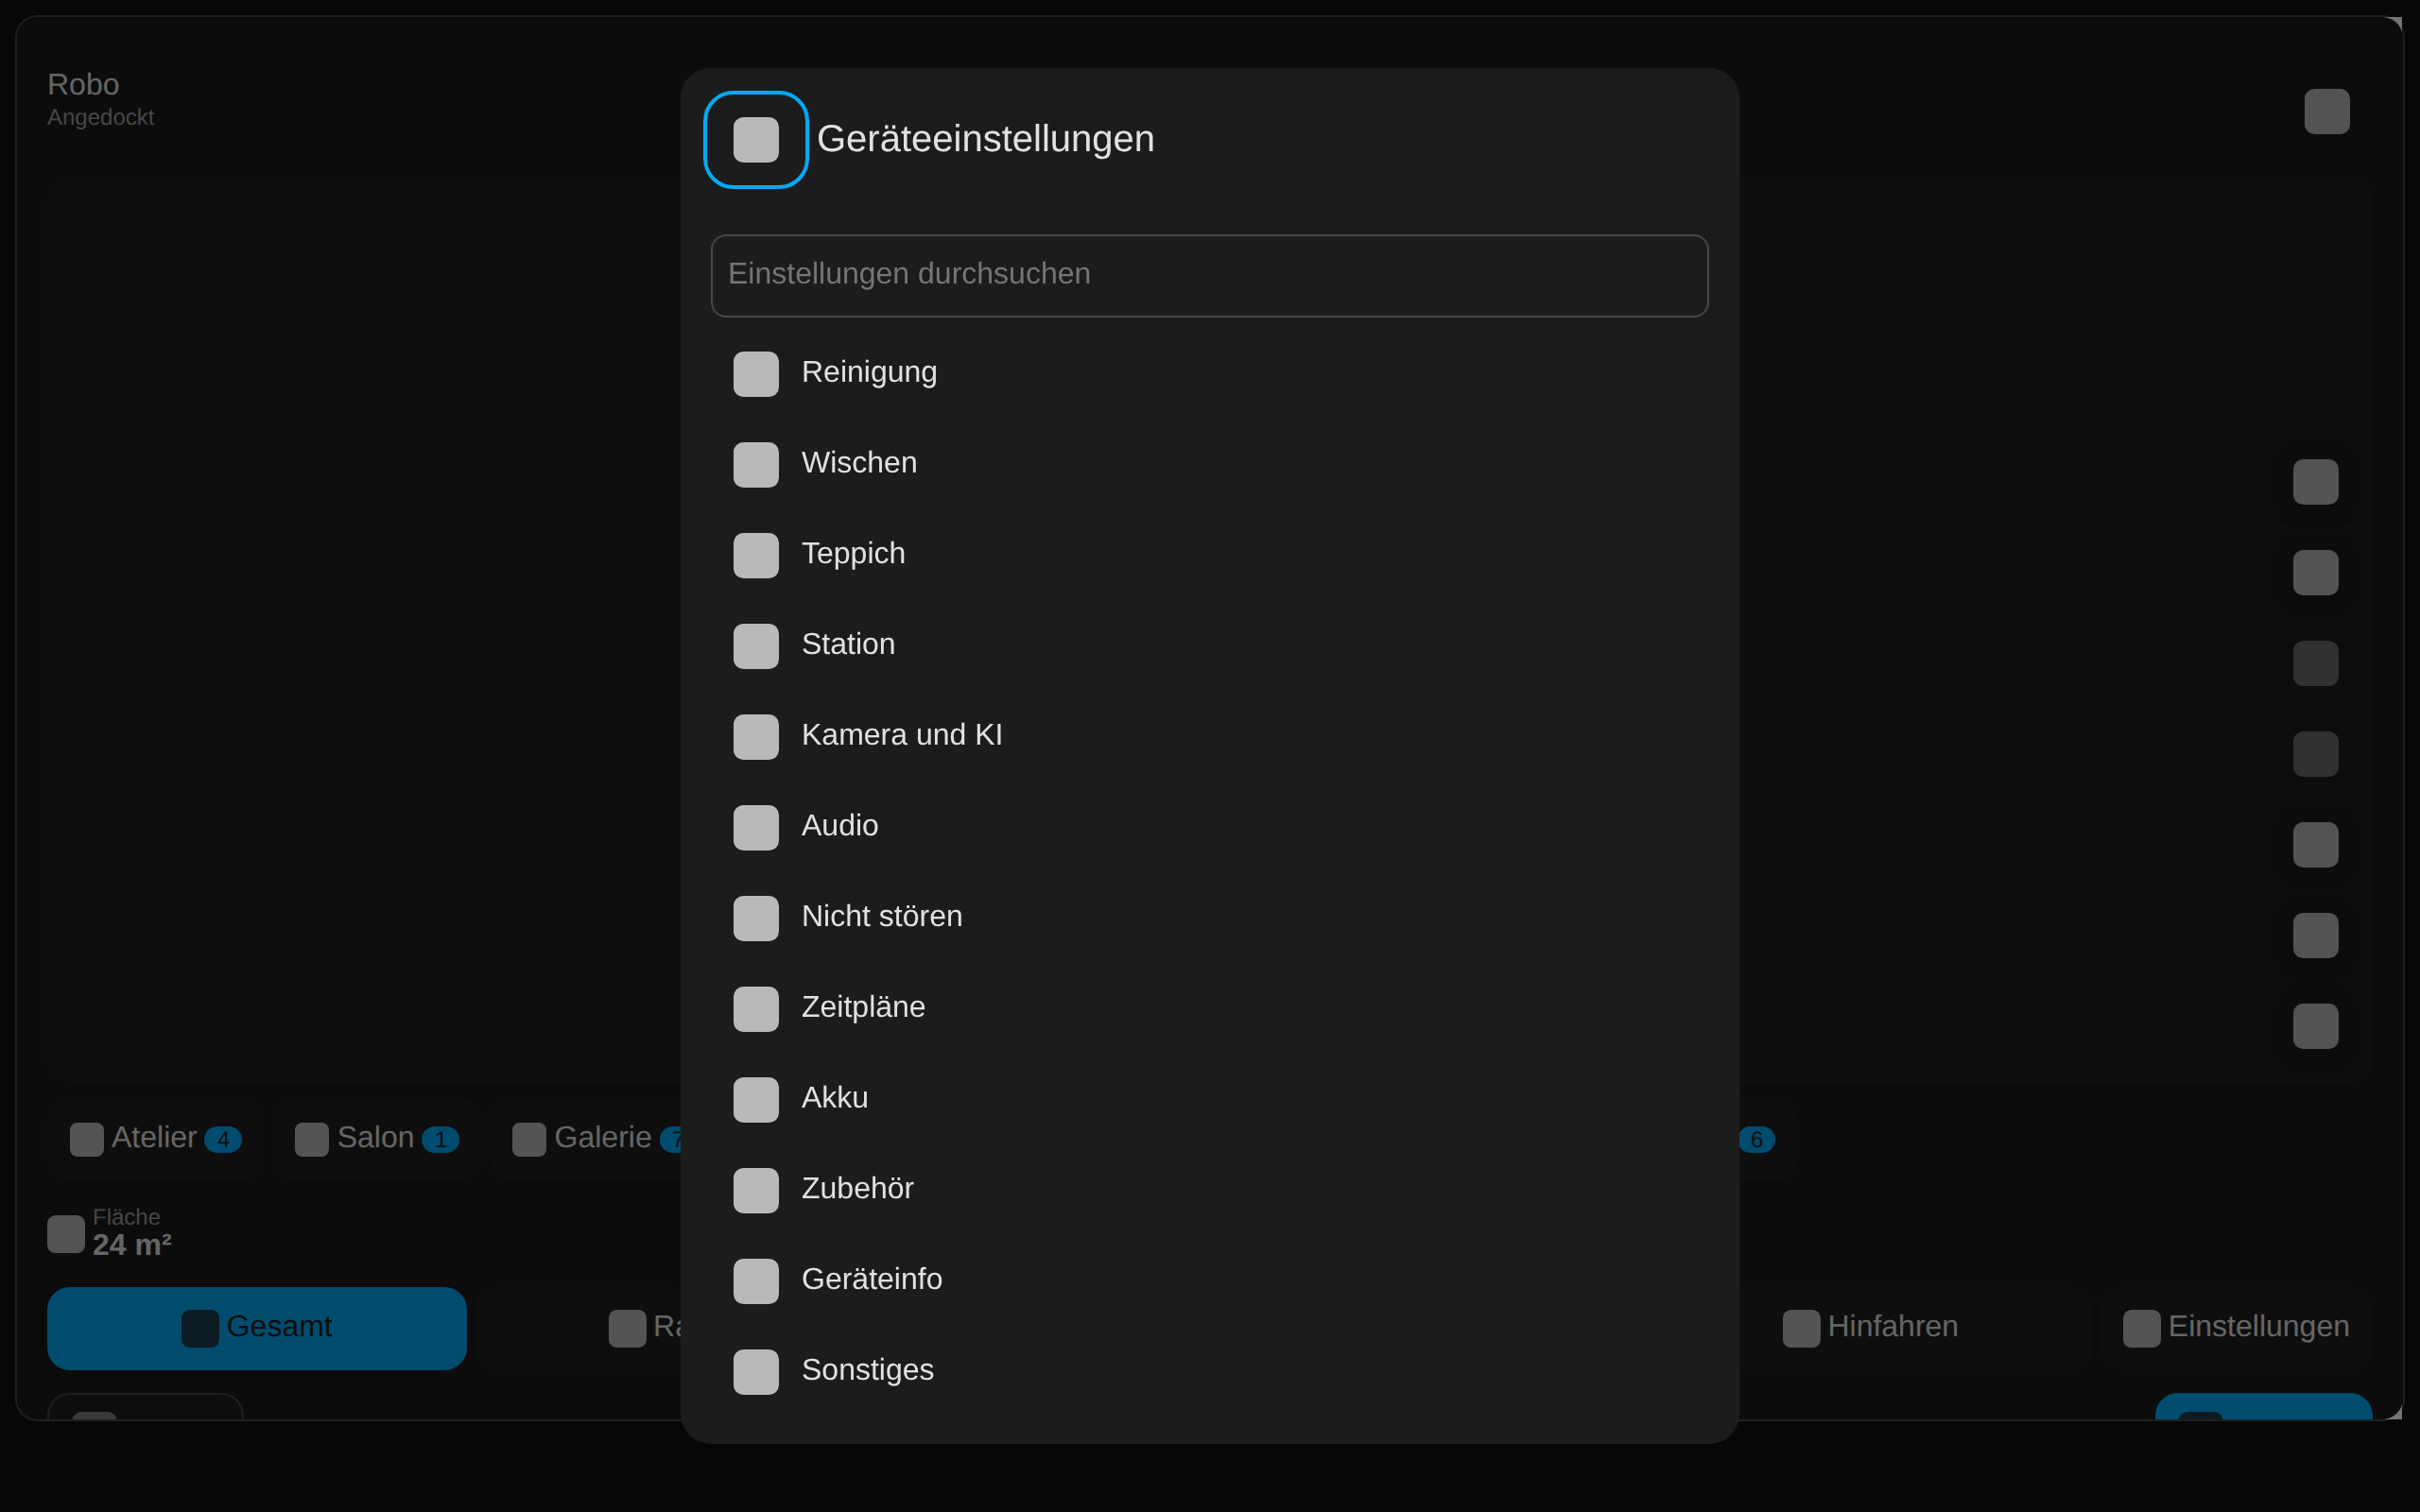 Robo
Angedockt
Geräteeinstellungen
Einstellungen durchsuchen
Reinigung
Wischen
Teppich
Station
Kamera und KI
Audio
Nicht stören
Zeitpläne
Akku
Zubehör
Geräteinfo
Sonstiges
Atelier 4
Salon 1
Galerie 7
6
Fläche
24 m²
Gesamt
Hinfahren
Einstellungen